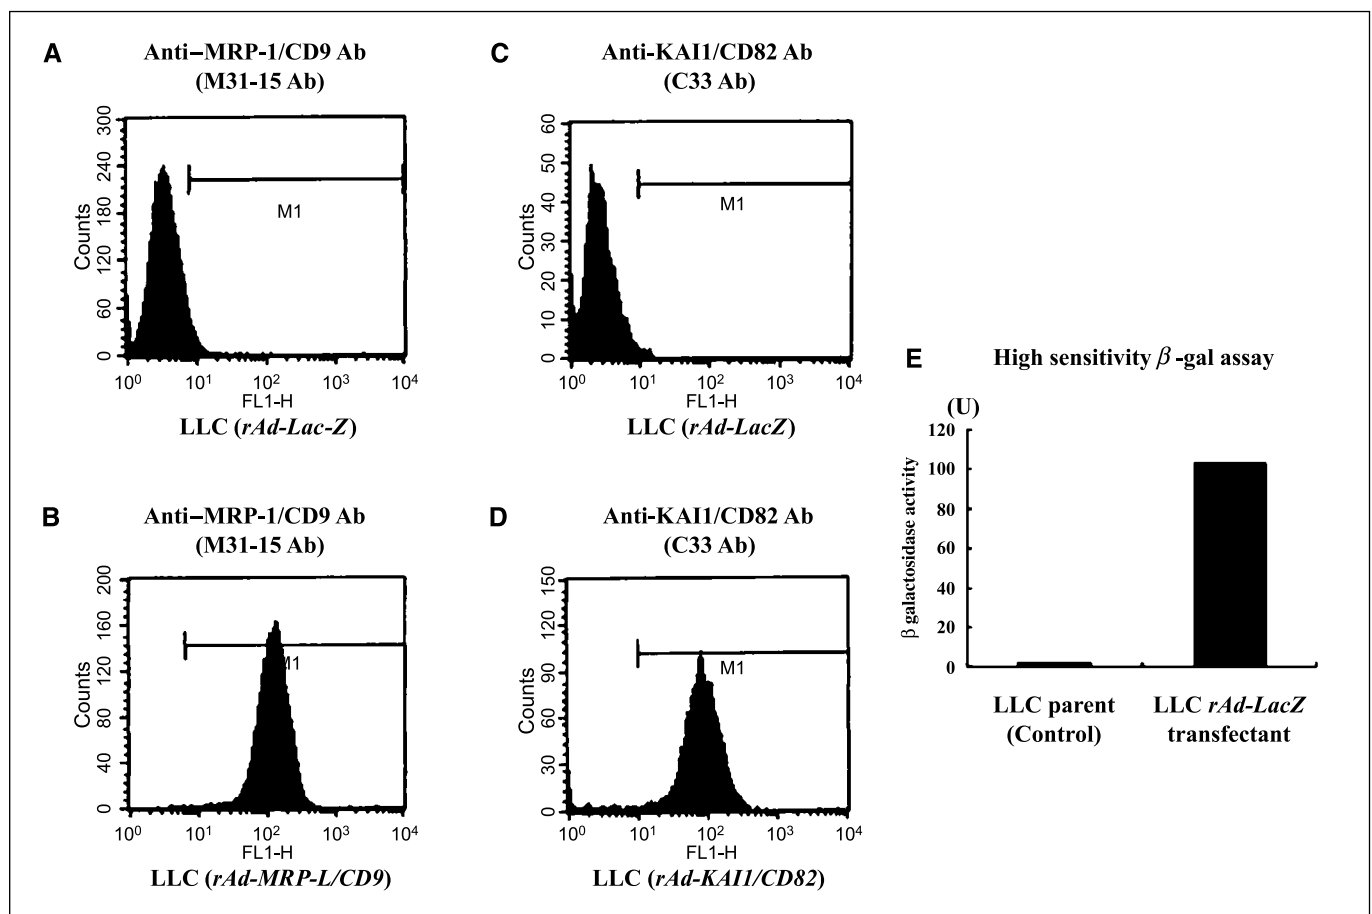 A
Anti–MRP-1/CD9 Ab
(M31-15 Ab)
300
240
180
120
60
0
Counts
M1
10⁰ 10¹ 10² 10³ 10⁴
FL1-H
LLC (rAd-Lac-Z)
B
Anti–MRP-1/CD9 Ab
(M31-15 Ab)
200
160
120
80
40
0
Counts
M1
10⁰ 10¹ 10² 10³ 10⁴
FL1-H
LLC (rAd-MRP-L/CD9)
C
Anti-KAI1/CD82 Ab
(C33 Ab)
60
50
40
30
20
10
0
Counts
M1
10⁰ 10¹ 10² 10³ 10⁴
FL1-H
LLC (rAd-LacZ)
D
Anti-KAI1/CD82 Ab
(C33 Ab)
150
120
90
60
30
0
Counts
M1
10⁰ 10¹ 10² 10³ 10⁴
FL1-H
LLC (rAd-KAI1/CD82)
E
High sensitivity β-gal assay
(U)
120
100
80
60
40
20
0
β galactosidase activity
LLC parent
(Control)
LLC rAd-LacZ
transfectant